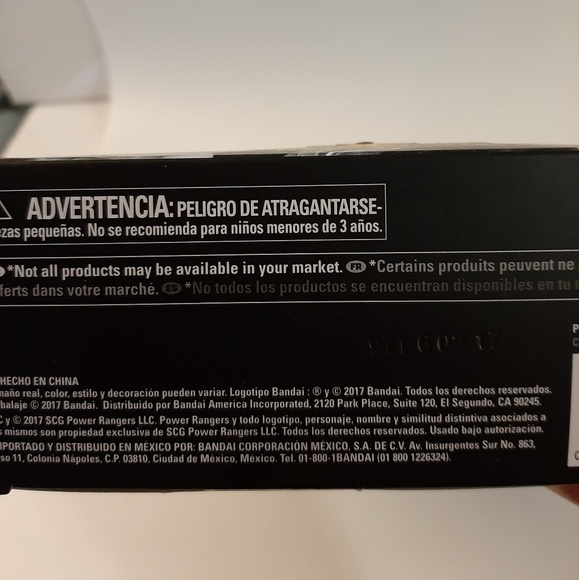 ADVERTENCIA: PELIGRO DE ATRAGANTARSE-
ezas pequeñas. No se recomienda para niños menores de 3 años.
*Not all products may be available in your market. FR *Certains produits peuvent ne
ferts dans votre marché. ES *No todos los productos se encuentran disponibles en tu
HECHO EN CHINA
maño real, color, estilo y decoración pueden variar. Logotipo Bandai : ® y © 2017 Bandai. Todos los derechos reservados.
balaje © 2017 Bandai. Distribuido por Bandai America Incorporated, 2120 Park Place, Suite 120, El Segundo, CA 90245.
C y © 2017 SCG Power Rangers LLC. Power Rangers y todo logotipo, personaje, nombre y similitud distintiva asociados a
s mismos son propiedad exclusiva de SCG Power Rangers LLC. Todos los derechos reservados. Usado bajo autorización.
MPORTADO Y DISTRIBUIDO EN MÉXICO POR: BANDAI CORPORACIÓN MÉXICO, S.A. DE C.V. Av. Insurgentes Sur No. 863,
so 11, Colonia Nápoles, C.P. 03810, Ciudad de México, México. Tel. 01-800-1BANDAI (01 800 1226324).